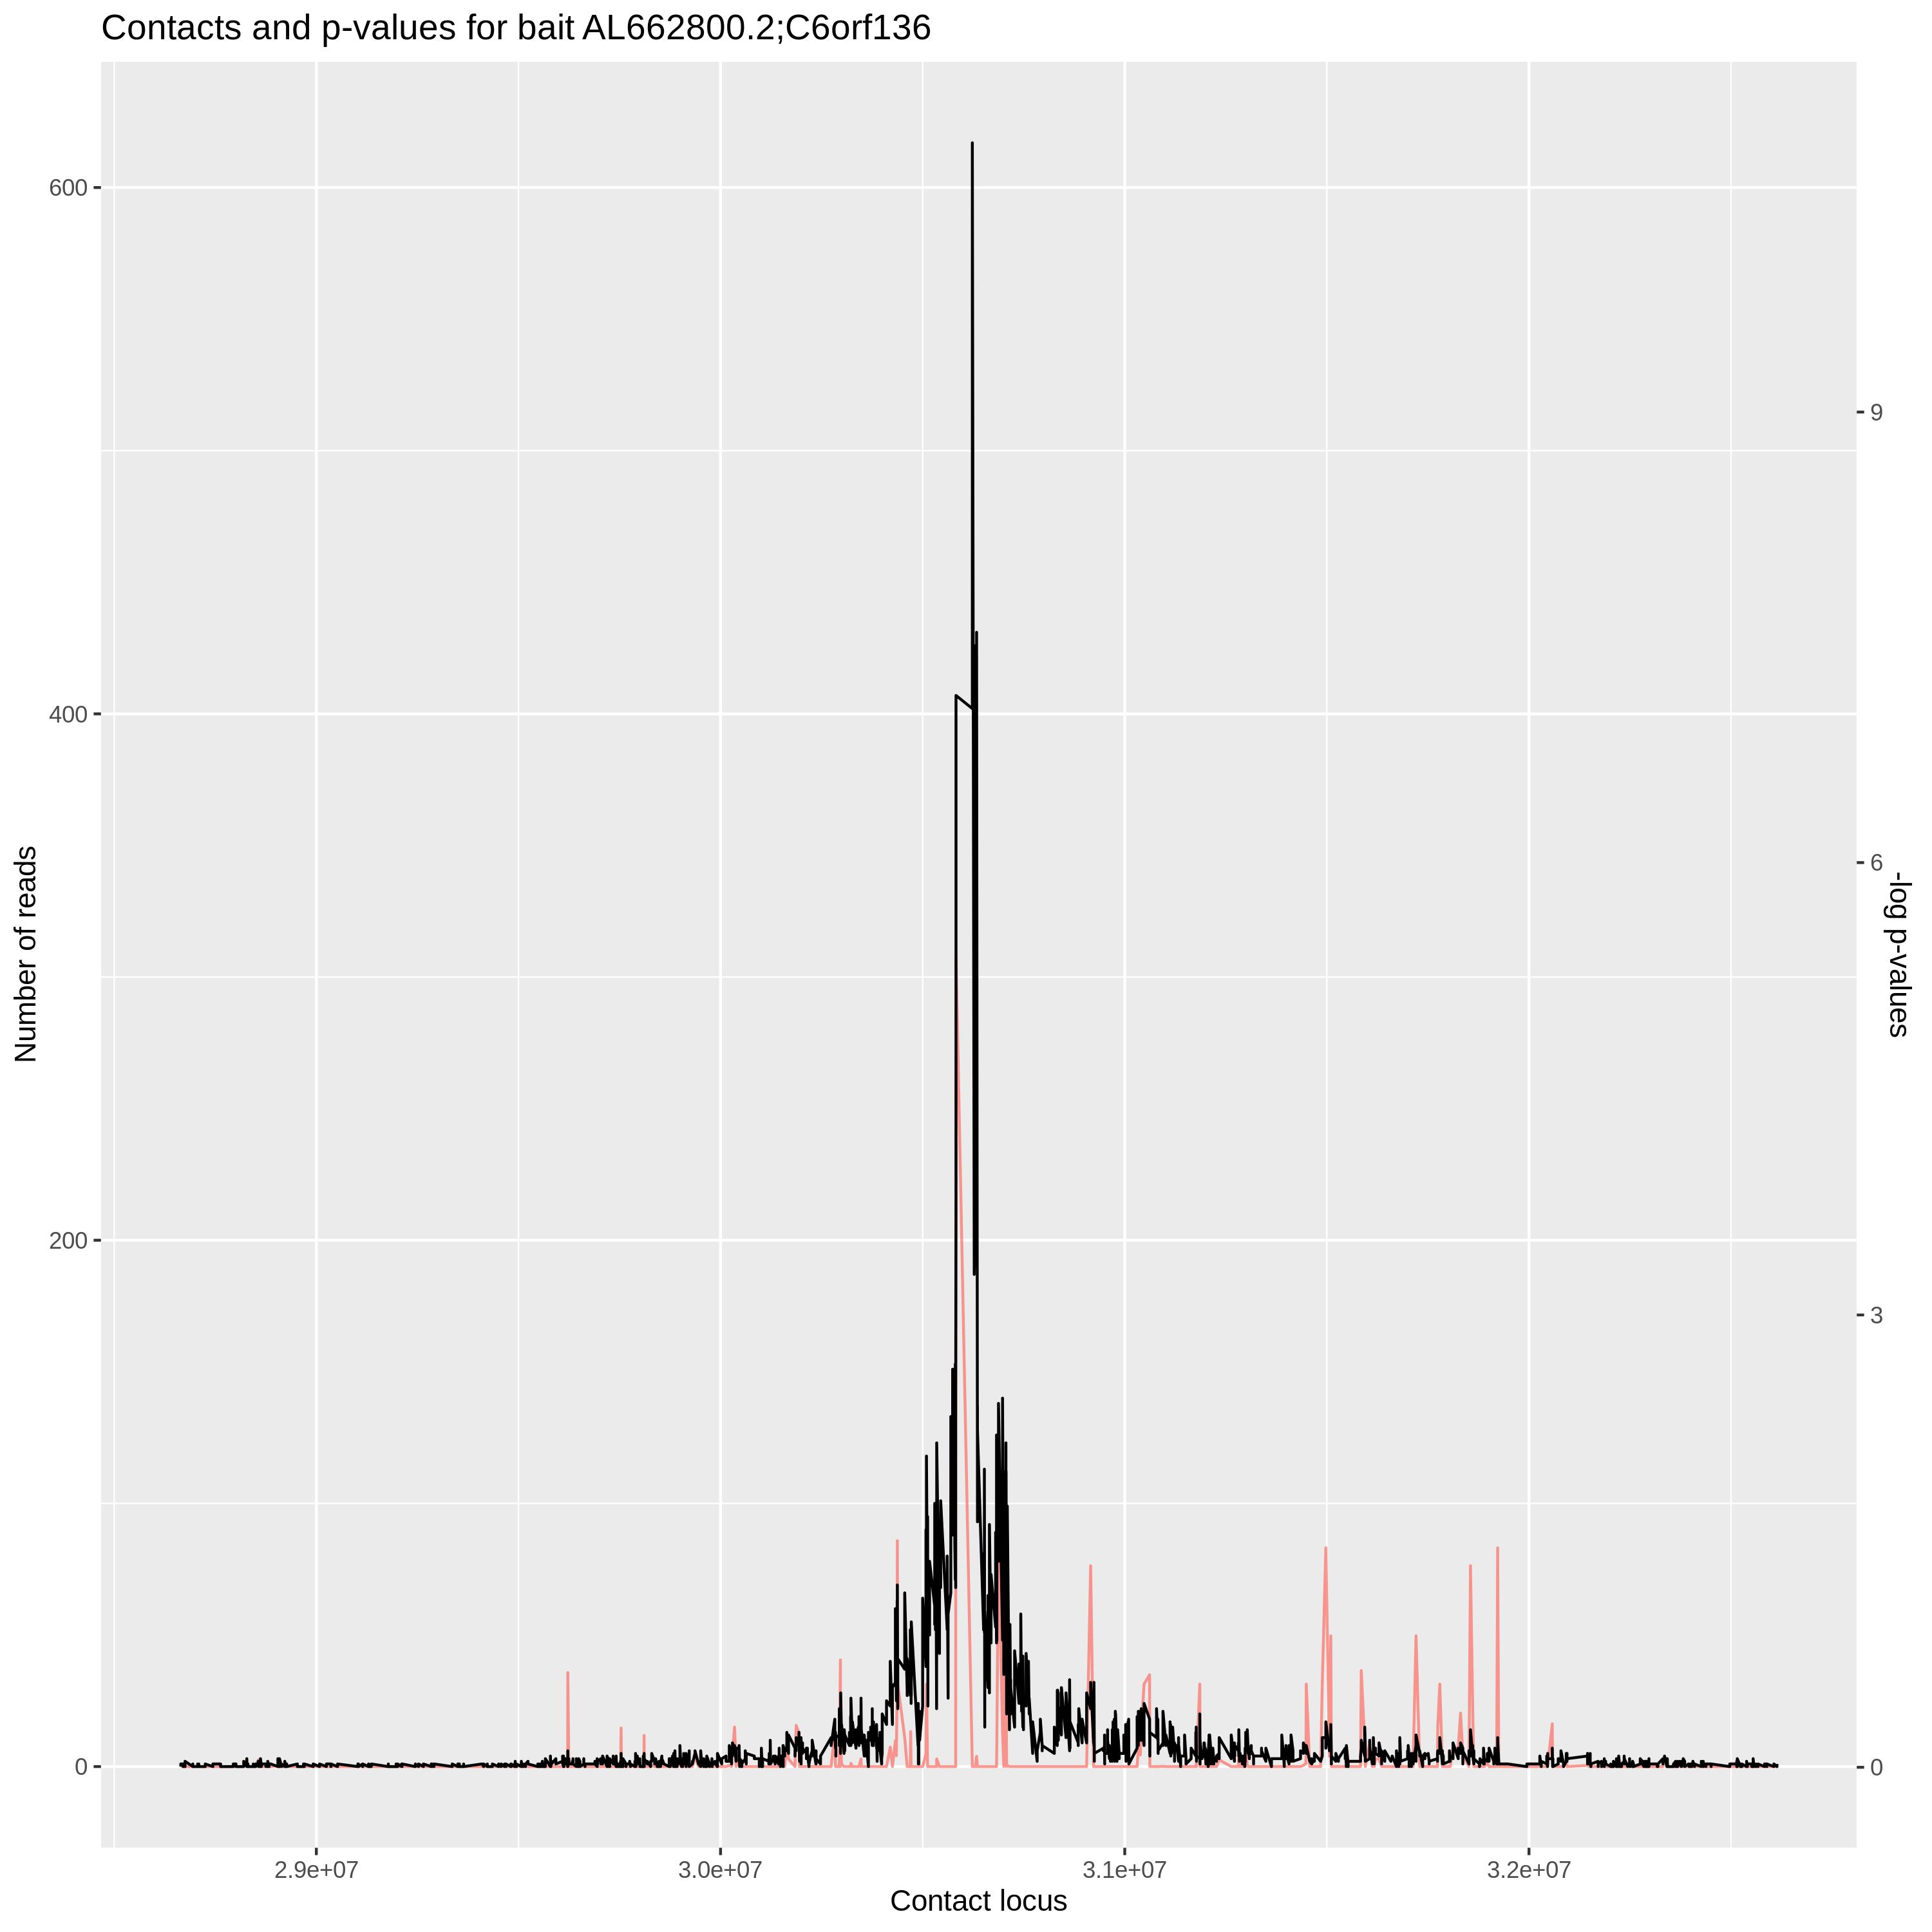 Contacts and p-values for bait AL662800.2;C6orf136
600
400
200
0
Number of reads
9
6
3
0
-log p-values
2.9e+07
3.0e+07
3.1e+07
3.2e+07
Contact locus